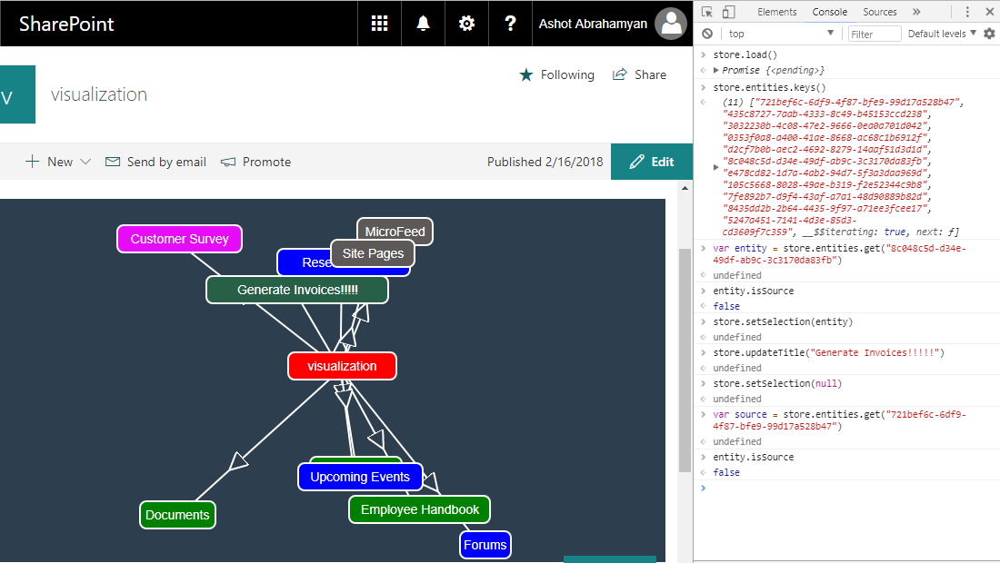 SharePoint
?
Ashot Abrahamyan
V
visualization
Following
Share
New
Send by email
Promote
Published 2/16/2018
Edit
Customer Survey
MicroFeed
Site Pages
Rese
Generate Invoices!!!!!
visualization
Upcoming Events
Documents
Employee Handbook
Forums
Elements Console Sources »
top
Filter
Default levels
store.load()
Promise {<pending>}
store.entities.keys()
(11) ["721bef6c-6df9-4f87-bfe9-99d17a528b47",
"435c8727-7aab-4333-8c49-b45153ccd238",
"3032230b-4c08-47e2-9666-0ea0a701d042",
"0353f0a8-a400-41ae-8668-ac68c1b6912f",
"d2cf7b0b-aec2-4692-8279-14aaf51d3d1d",
"8c048c5d-d34e-49df-ab9c-3c3170da83fb",
"e478cd82-1d7a-4ab2-94d7-5f3a3daa969d",
"105c5668-8028-49ae-b319-f2e52344c9b8",
"7fe892b7-d9f4-43af-a7a1-48d90889b82d",
"8435dd2b-2b64-4435-9f97-a71ee3fcee17",
"5247a451-7141-4d3e-85d3-
cd3609f7c359", __$$iterating: true, next: ƒ]
var entity = store.entities.get("8c048c5d-d34e-
49df-ab9c-3c3170da83fb")
undefined
entity.isSource
false
store.setSelection(entity)
undefined
store.updateTitle("Generate Invoices!!!!!")
undefined
store.setSelection(null)
undefined
var source = store.entities.get("721bef6c-6df9-
4f87-bfe9-99d17a528b47")
undefined
entity.isSource
false